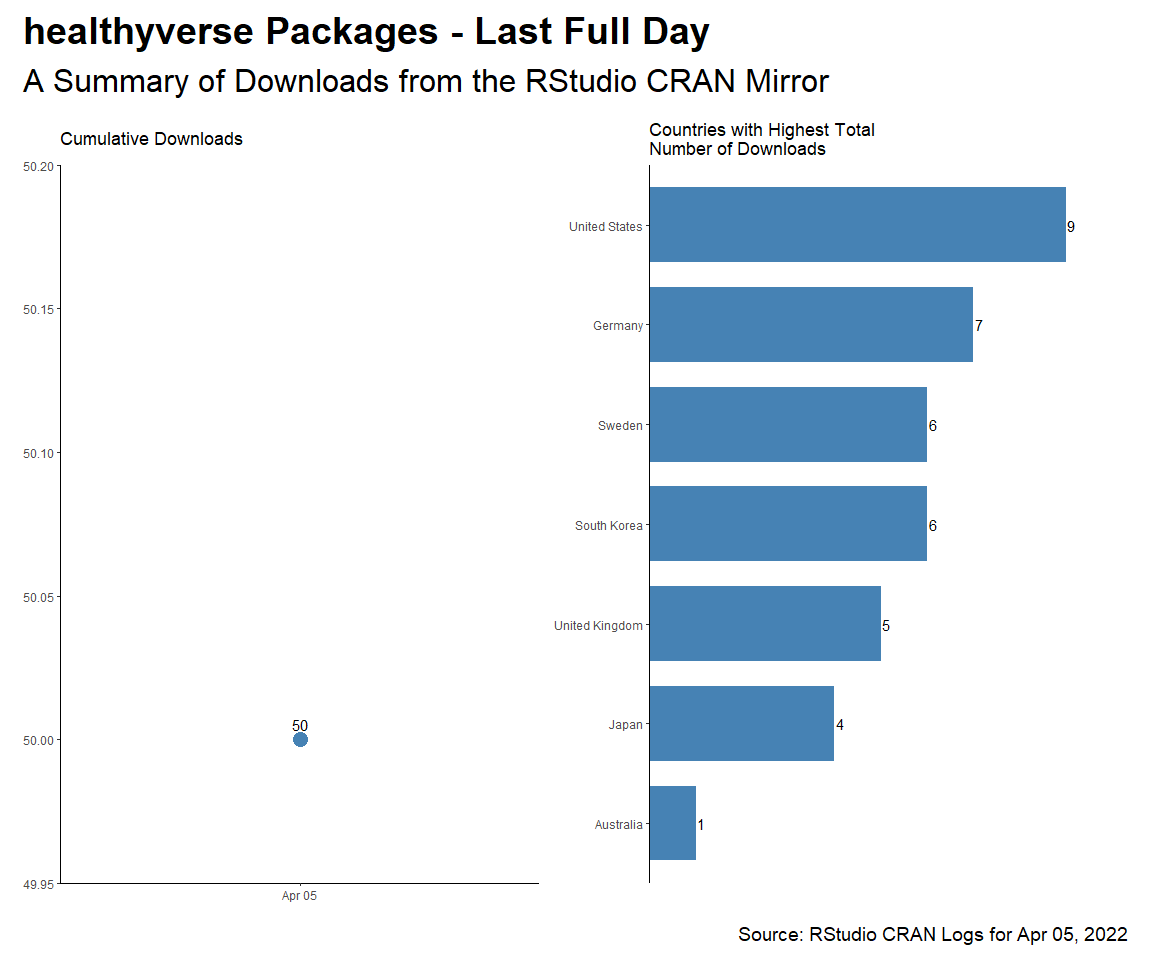 healthyverse Packages - Last Full Day
A Summary of Downloads from the RStudio CRAN Mirror
Cumulative Downloads
50.20
50.15
50.10
50.05
50.00
49.95
50
Apr 05
Countries with Highest Total
Number of Downloads
United States 9
Germany 7
Sweden 6
South Korea 6
United Kingdom 5
Japan 4
Australia 1
Source: RStudio CRAN Logs for Apr 05, 2022